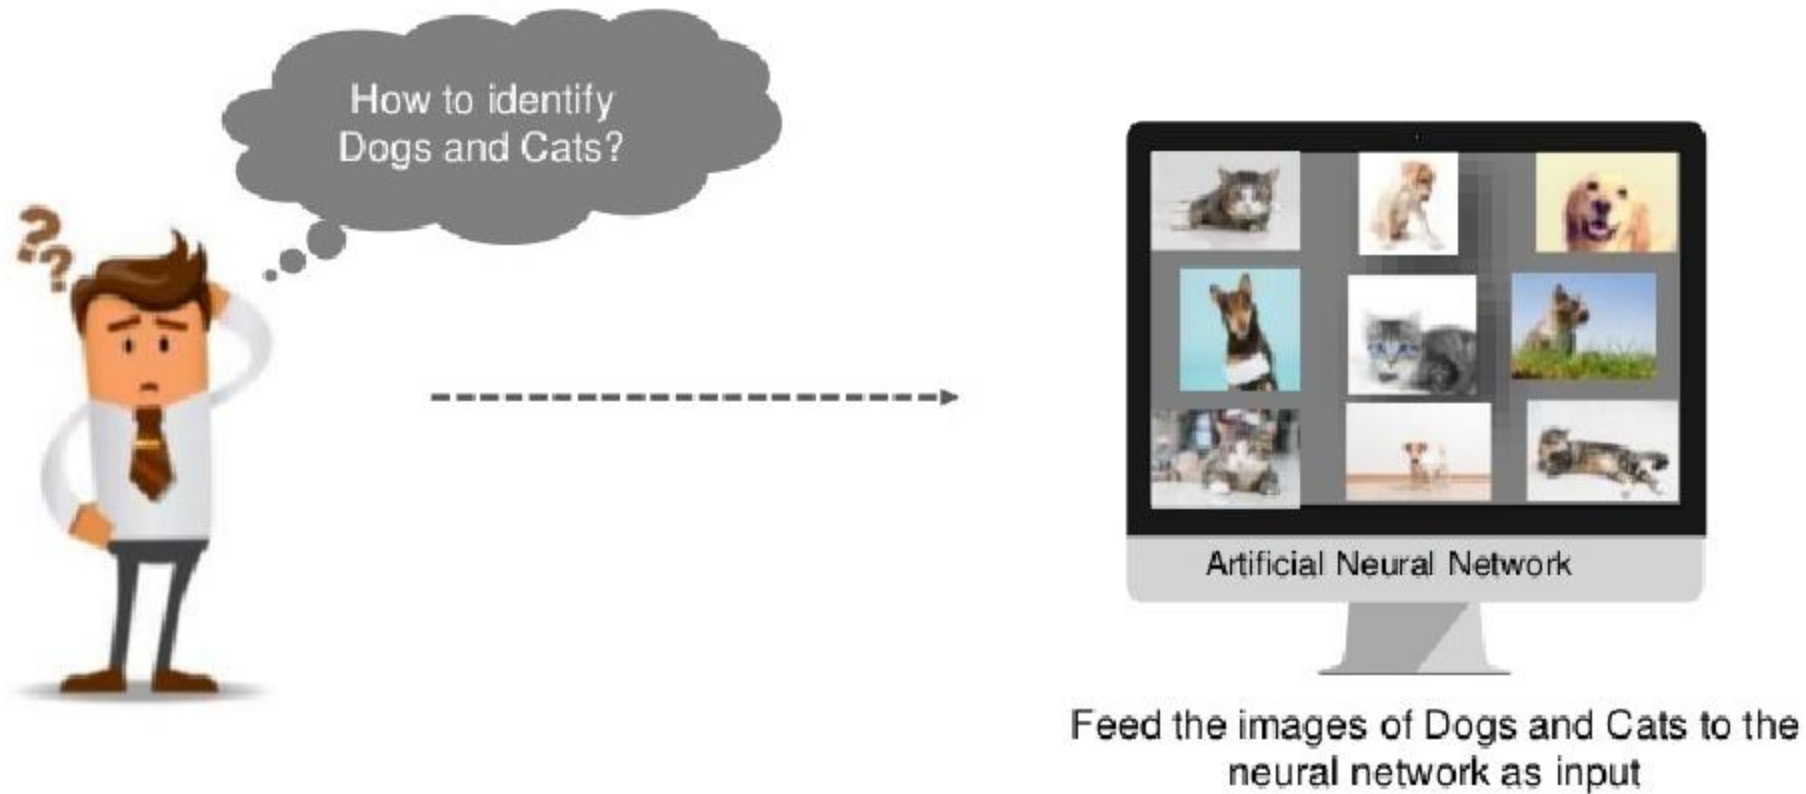 How to identify
Dogs and Cats?
??
Artificial Neural Network
Feed the images of Dogs and Cats to the
neural network as input